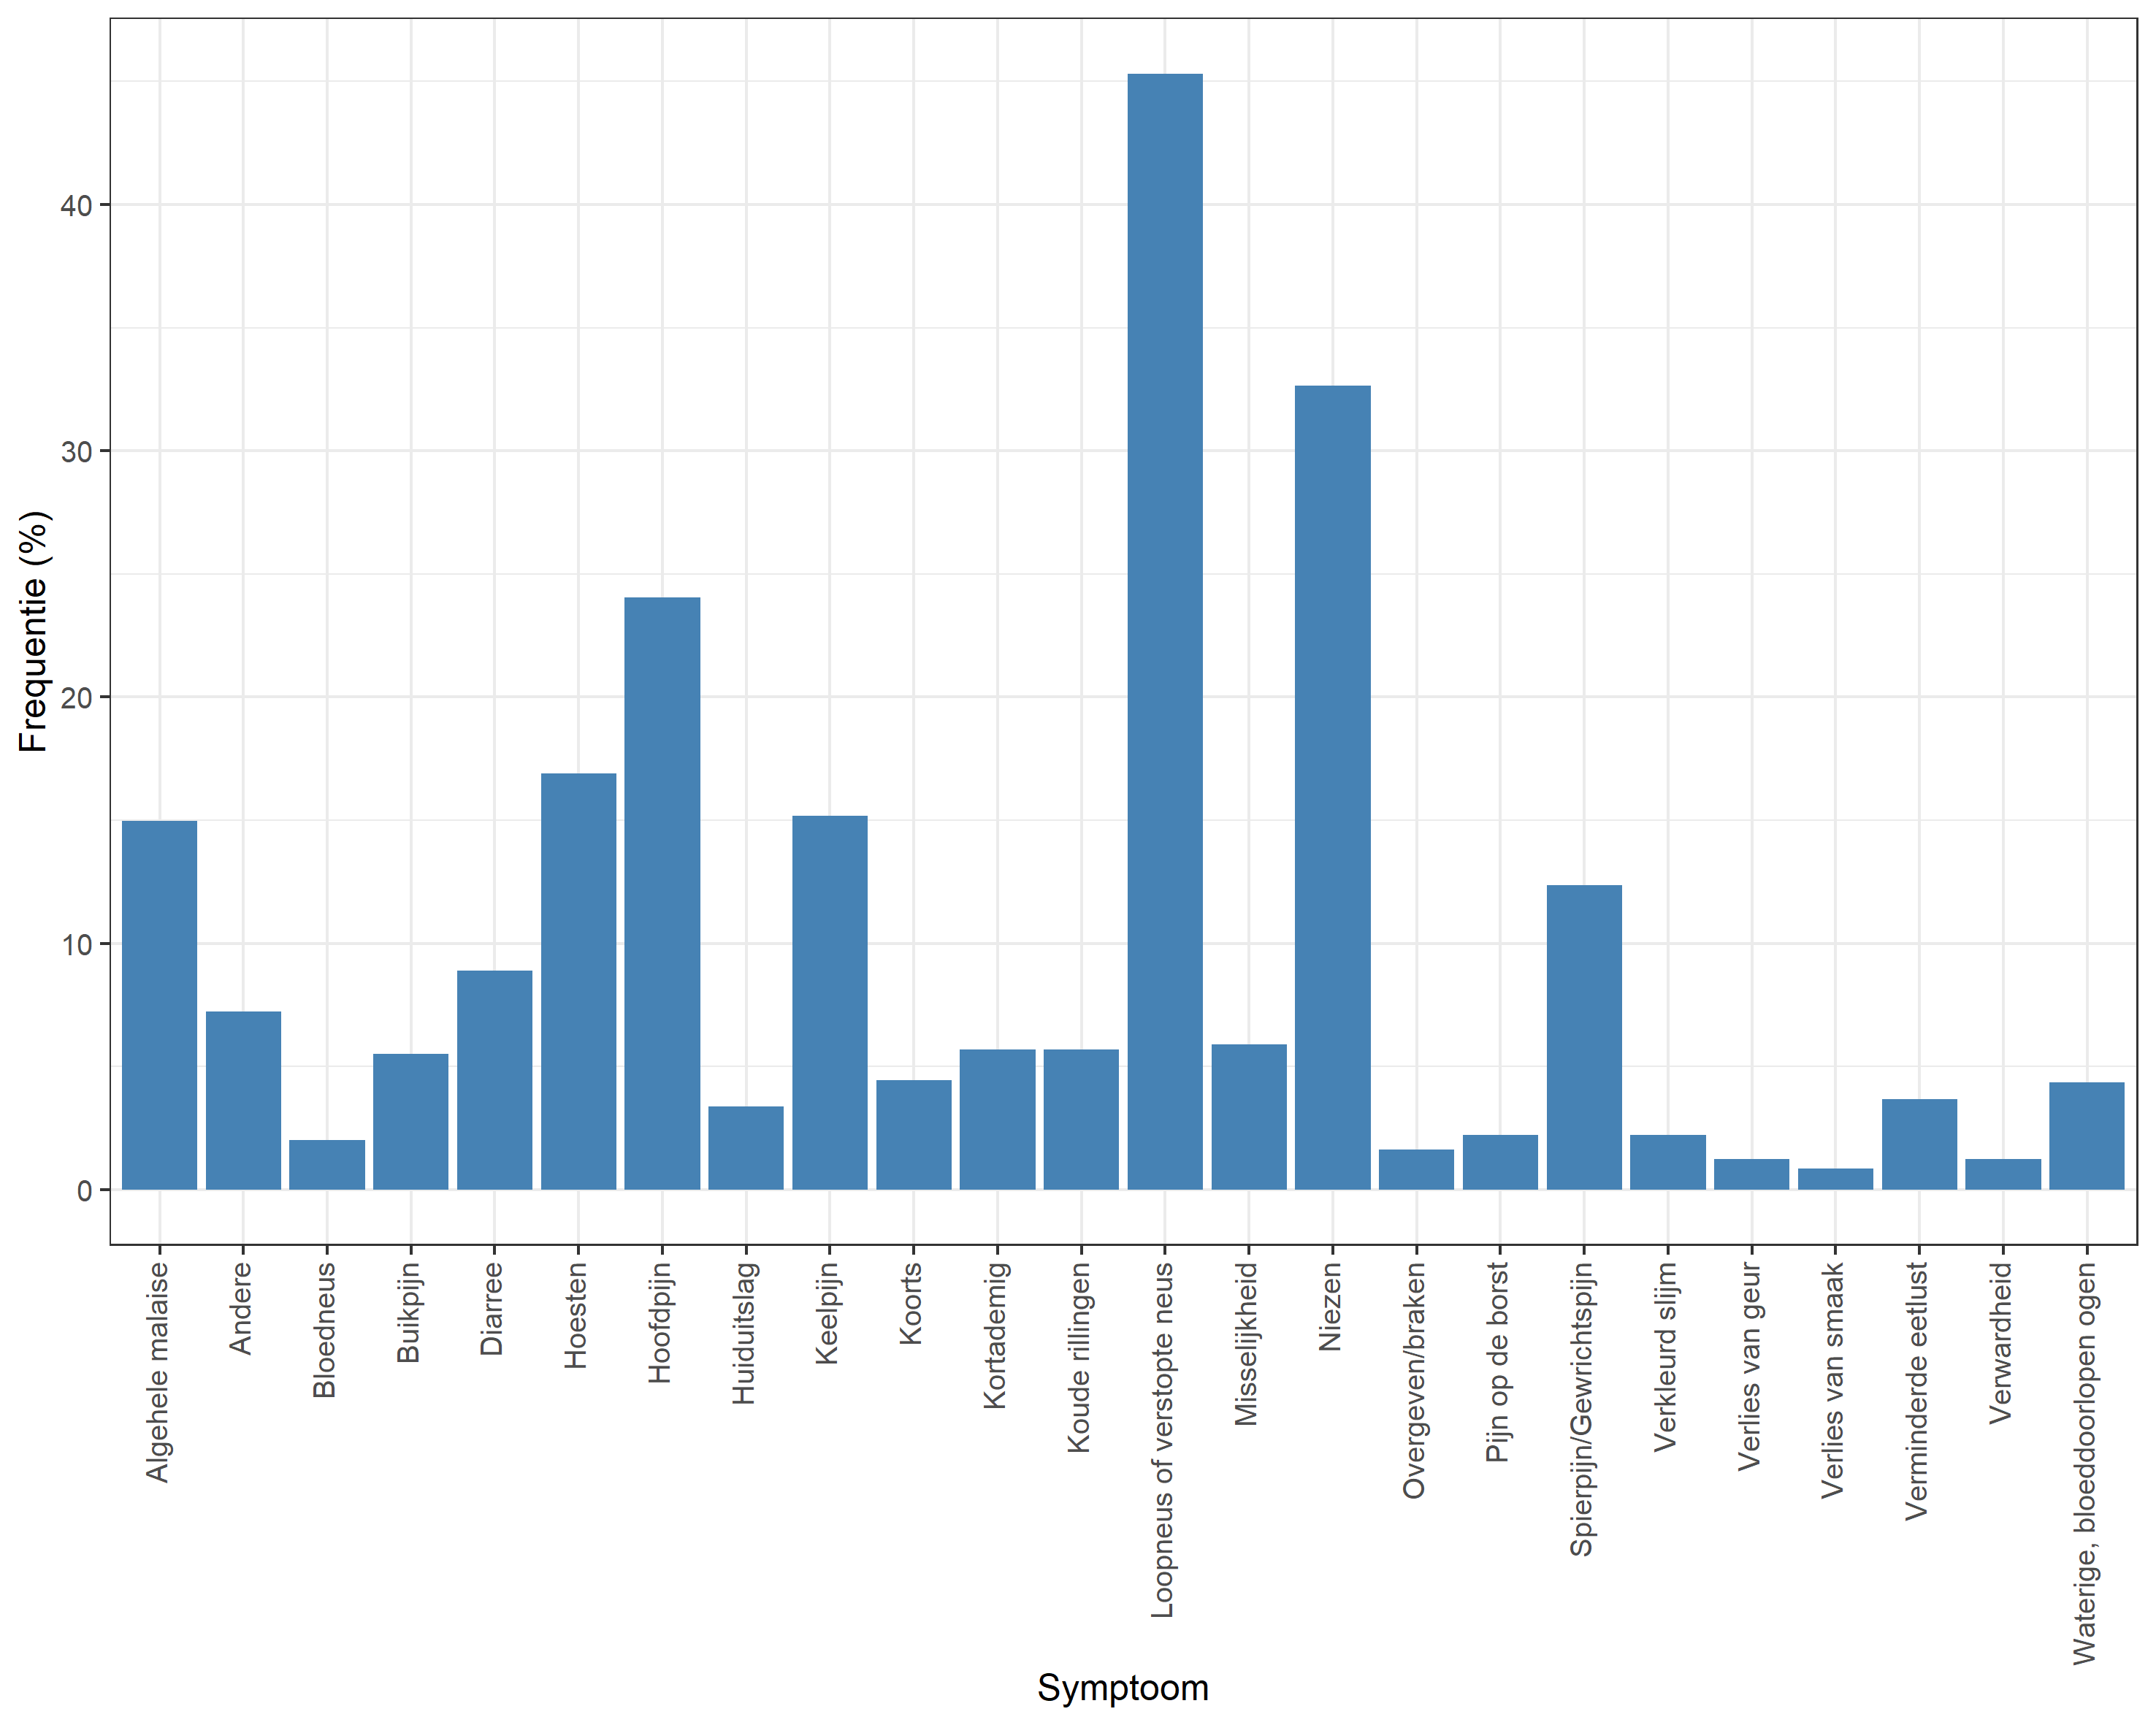 Frequentie (%)
40
30
20
10
0
Algehele malaise
Andere
Bloedneus
Buikpijn
Diarree
Hoesten
Hoofdpijn
Huiduitslag
Keelpijn
Koorts
Kortademig
Koude rillingen
Loopneus of verstopte neus
Misselijkheid
Niezen
Overgeven/braken
Pijn op de borst
Spierpijn/Gewrichtspijn
Verkleurd slijm
Verlies van geur
Verlies van smaak
Verminderde eetlust
Verwardheid
Waterige, bloeddoorlopen ogen
Symptoom